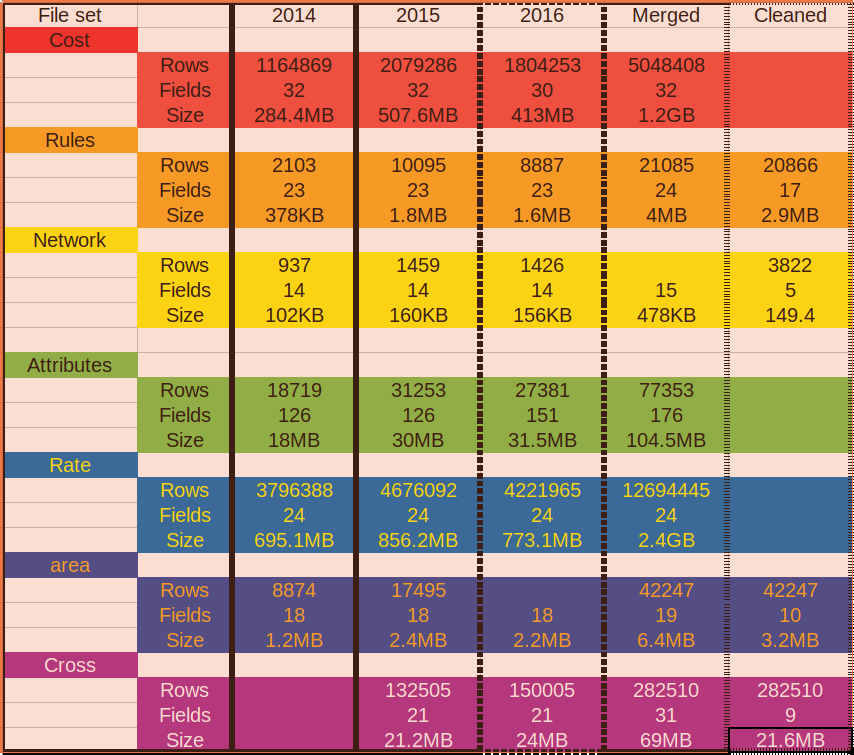 File set 2014 2015 2016 Merged Cleaned
Cost
Rows 1164869 2079286 1804253 5048408
Fields 32 32 30 32
Size 284.4MB 507.6MB 413MB 1.2GB
Rules
Rows 2103 10095 8887 21085 20866
Fields 23 23 23 24 17
Size 378KB 1.8MB 1.6MB 4MB 2.9MB
Network
Rows 937 1459 1426 3822
Fields 14 14 14 15 5
Size 102KB 160KB 156KB 478KB 149.4
Attributes
Rows 18719 31253 27381 77353
Fields 126 126 151 176
Size 18MB 30MB 31.5MB 104.5MB
Rate
Rows 3796388 4676092 4221965 12694445
Fields 24 24 24 24
Size 695.1MB 856.2MB 773.1MB 2.4GB
area
Rows 8874 17495 42247 42247
Fields 18 18 18 19 10
Size 1.2MB 2.4MB 2.2MB 6.4MB 3.2MB
Cross
Rows 132505 150005 282510 282510
Fields 21 21 31 9
Size 21.2MB 24MB 69MB 21.6MB